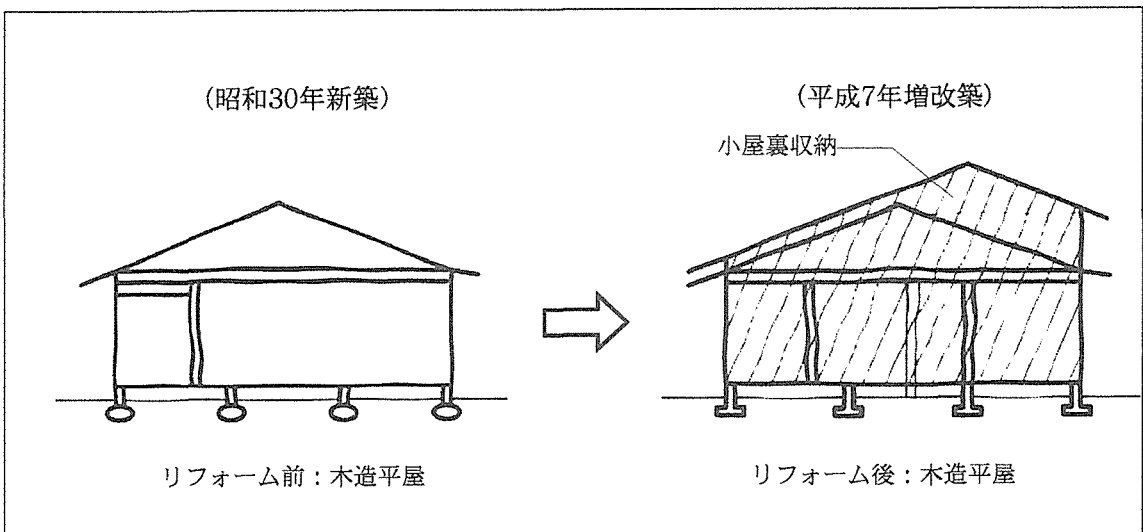 (昭和30年新築)
(平成7年増改築)
小屋裏収納
リフォーム前：木造平屋
リフォーム後：木造平屋